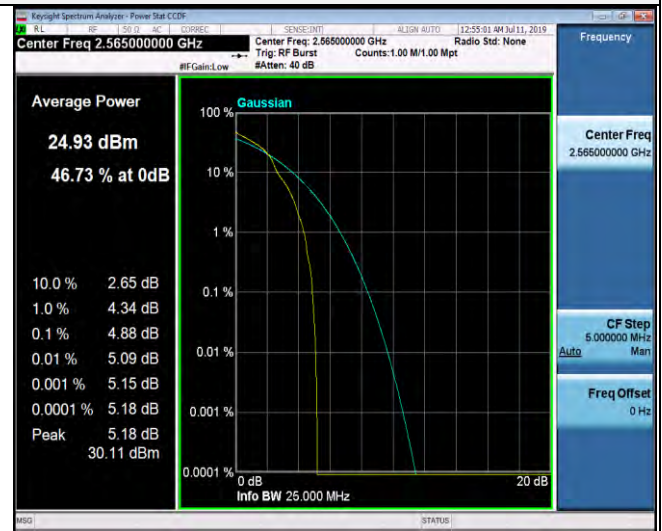 Keysight Spectrum Analyzer - Power Stat CCDF
RL RF 50 Ω AC CORREC SENSE:INT ALIGN AUTO 12:55:01 AM Jul 11, 2019
Center Freq 2.565000000 GHz
Center Freq: 2.565000000 GHz Radio Std: None
Trig: RF Burst Counts:1.00 M/1.00 Mpt
#IFGain:Low #Atten: 40 dB
Frequency
Average Power
24.93 dBm
46.73 % at 0dB
10.0 % 2.65 dB
1.0 % 4.34 dB
0.1 % 4.88 dB
0.01 % 5.09 dB
0.001 % 5.15 dB
0.0001 % 5.18 dB
Peak 5.18 dB
30.11 dBm
Gaussian
100 %
10 %
1 %
0.1 %
0.01 %
0.001 %
0.0001 %
0 dB 20 dB
Info BW 25.000 MHz
Center Freq
2.565000000 GHz
CF Step
5.000000 MHz
Auto Man
Freq Offset
0 Hz
MSG STATUS